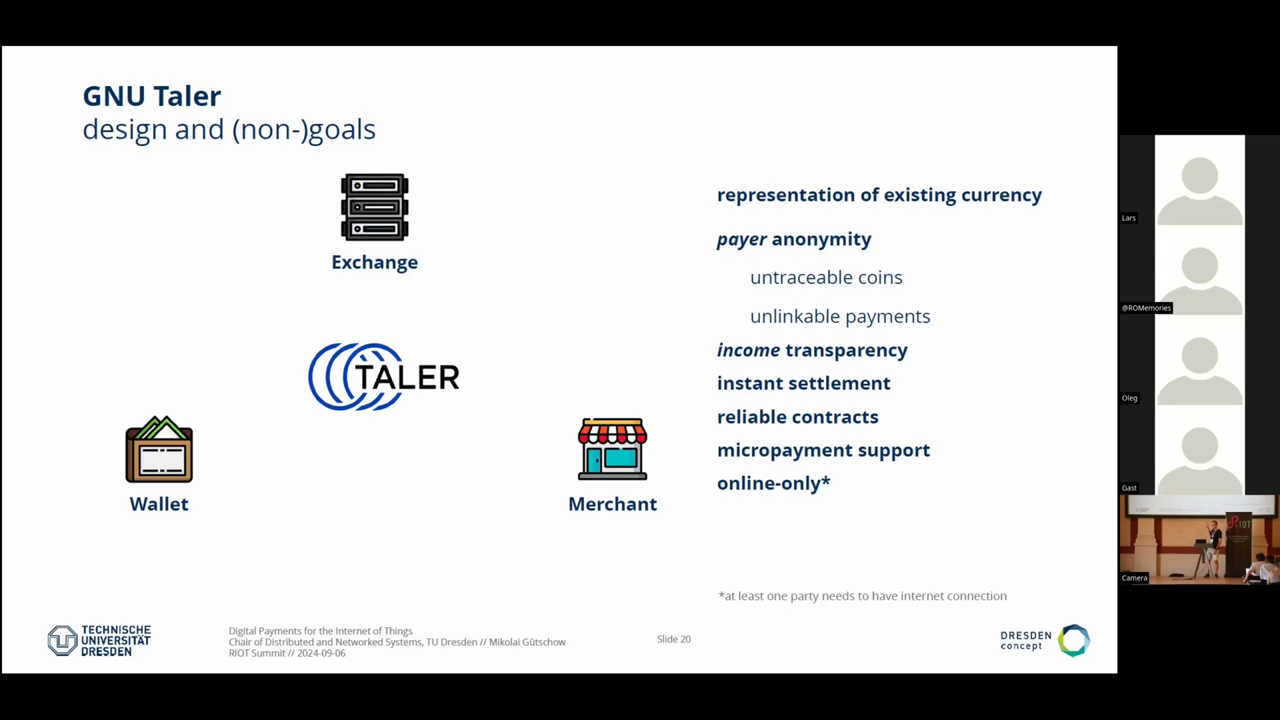 GNU Taler
design and (non-)goals
Exchange
TALER
Wallet
Merchant
representation of existing currency
payer anonymity
untraceable coins
unlinkable payments
income transparency
instant settlement
reliable contracts
micropayment support
online-only*
*at least one party needs to have internet connection
TECHNISCHE
UNIVERSITÄT
DRESDEN
Digital Payments for the Internet of Things
Chair of Distributed and Networked Systems, TU Dresden // Mikolai Gütschow
RIOT Summit // 2024-09-06
Slide 20
DRESDEN
concept
Lars
@ROMemories
Oleg
Gast
RIOT
Camera